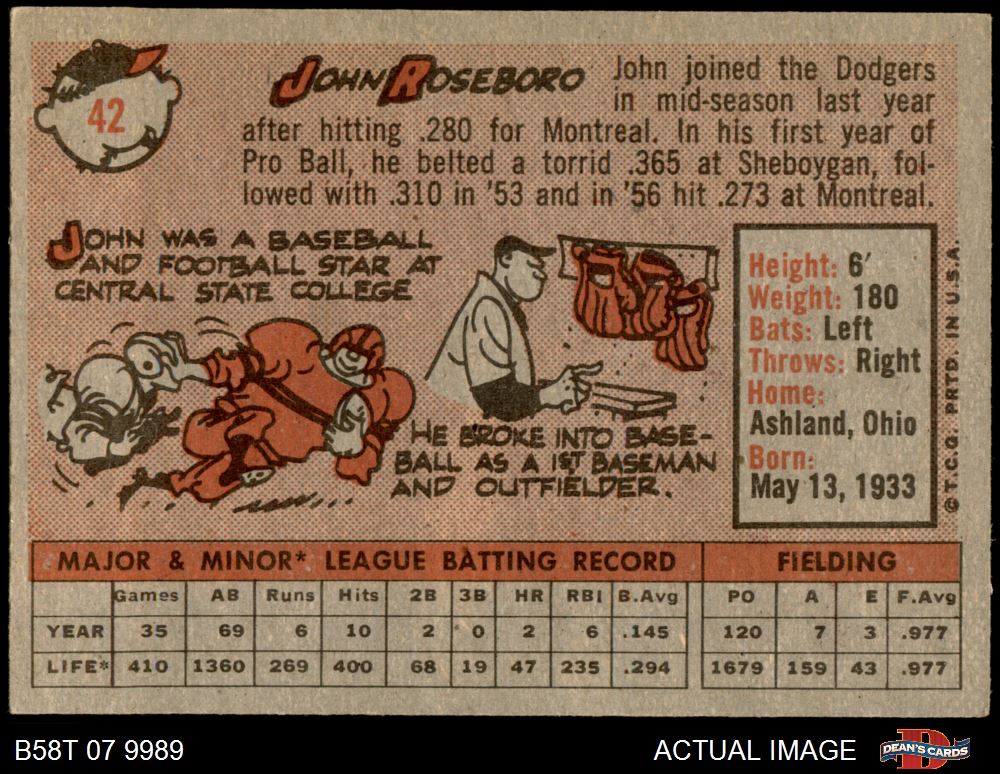 42
JOHN ROSEBORO
John joined the Dodgers
in mid-season last year
after hitting .280 for Montreal. In his first year of
Pro Ball, he belted a torrid .365 at Sheboygan, fol-
lowed with .310 in '53 and in '56 hit .273 at Montreal.
JOHN WAS A BASEBALL
AND FOOTBALL STAR AT
CENTRAL STATE COLLEGE
HE BROKE INTO BASE-
BALL AS A 1ST BASEMAN
AND OUTFIELDER.
Height: 6'
Weight: 180
Bats: Left
Throws: Right
Home:
Ashland, Ohio
Born:
May 13, 1933
© T.C.G. PRTD. IN U.S.A.
MAJOR & MINOR* LEAGUE BATTING RECORD FIELDING
Games AB Runs Hits 2B 3B HR RBI B.Avg PO A E F.Avg
YEAR 35 69 6 10 2 0 2 6 .145 120 7 3 .977
LIFE* 410 1360 269 400 68 19 47 235 .294 1679 159 43 .977
B58T 07 9989 ACTUAL IMAGE DEAN'S CARDS